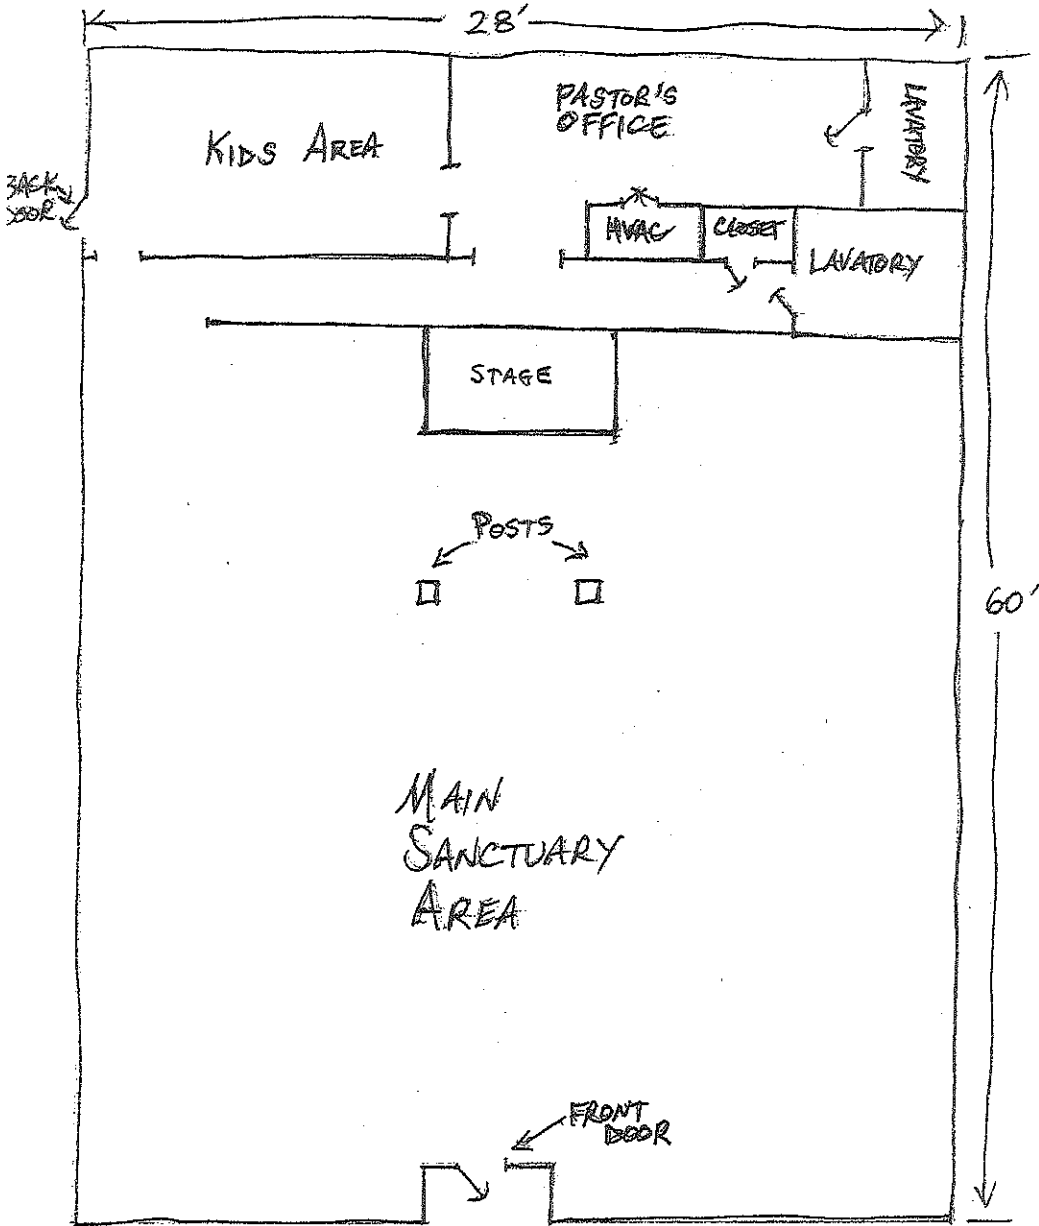 28'
KIDS AREA
PASTOR'S
OFFICE
LAVATORY
BACK
DOOR
HVAC
CLOSET
LAVATORY
STAGE
POSTS
60'
MAIN
SANCTUARY
AREA
FRONT
DOOR